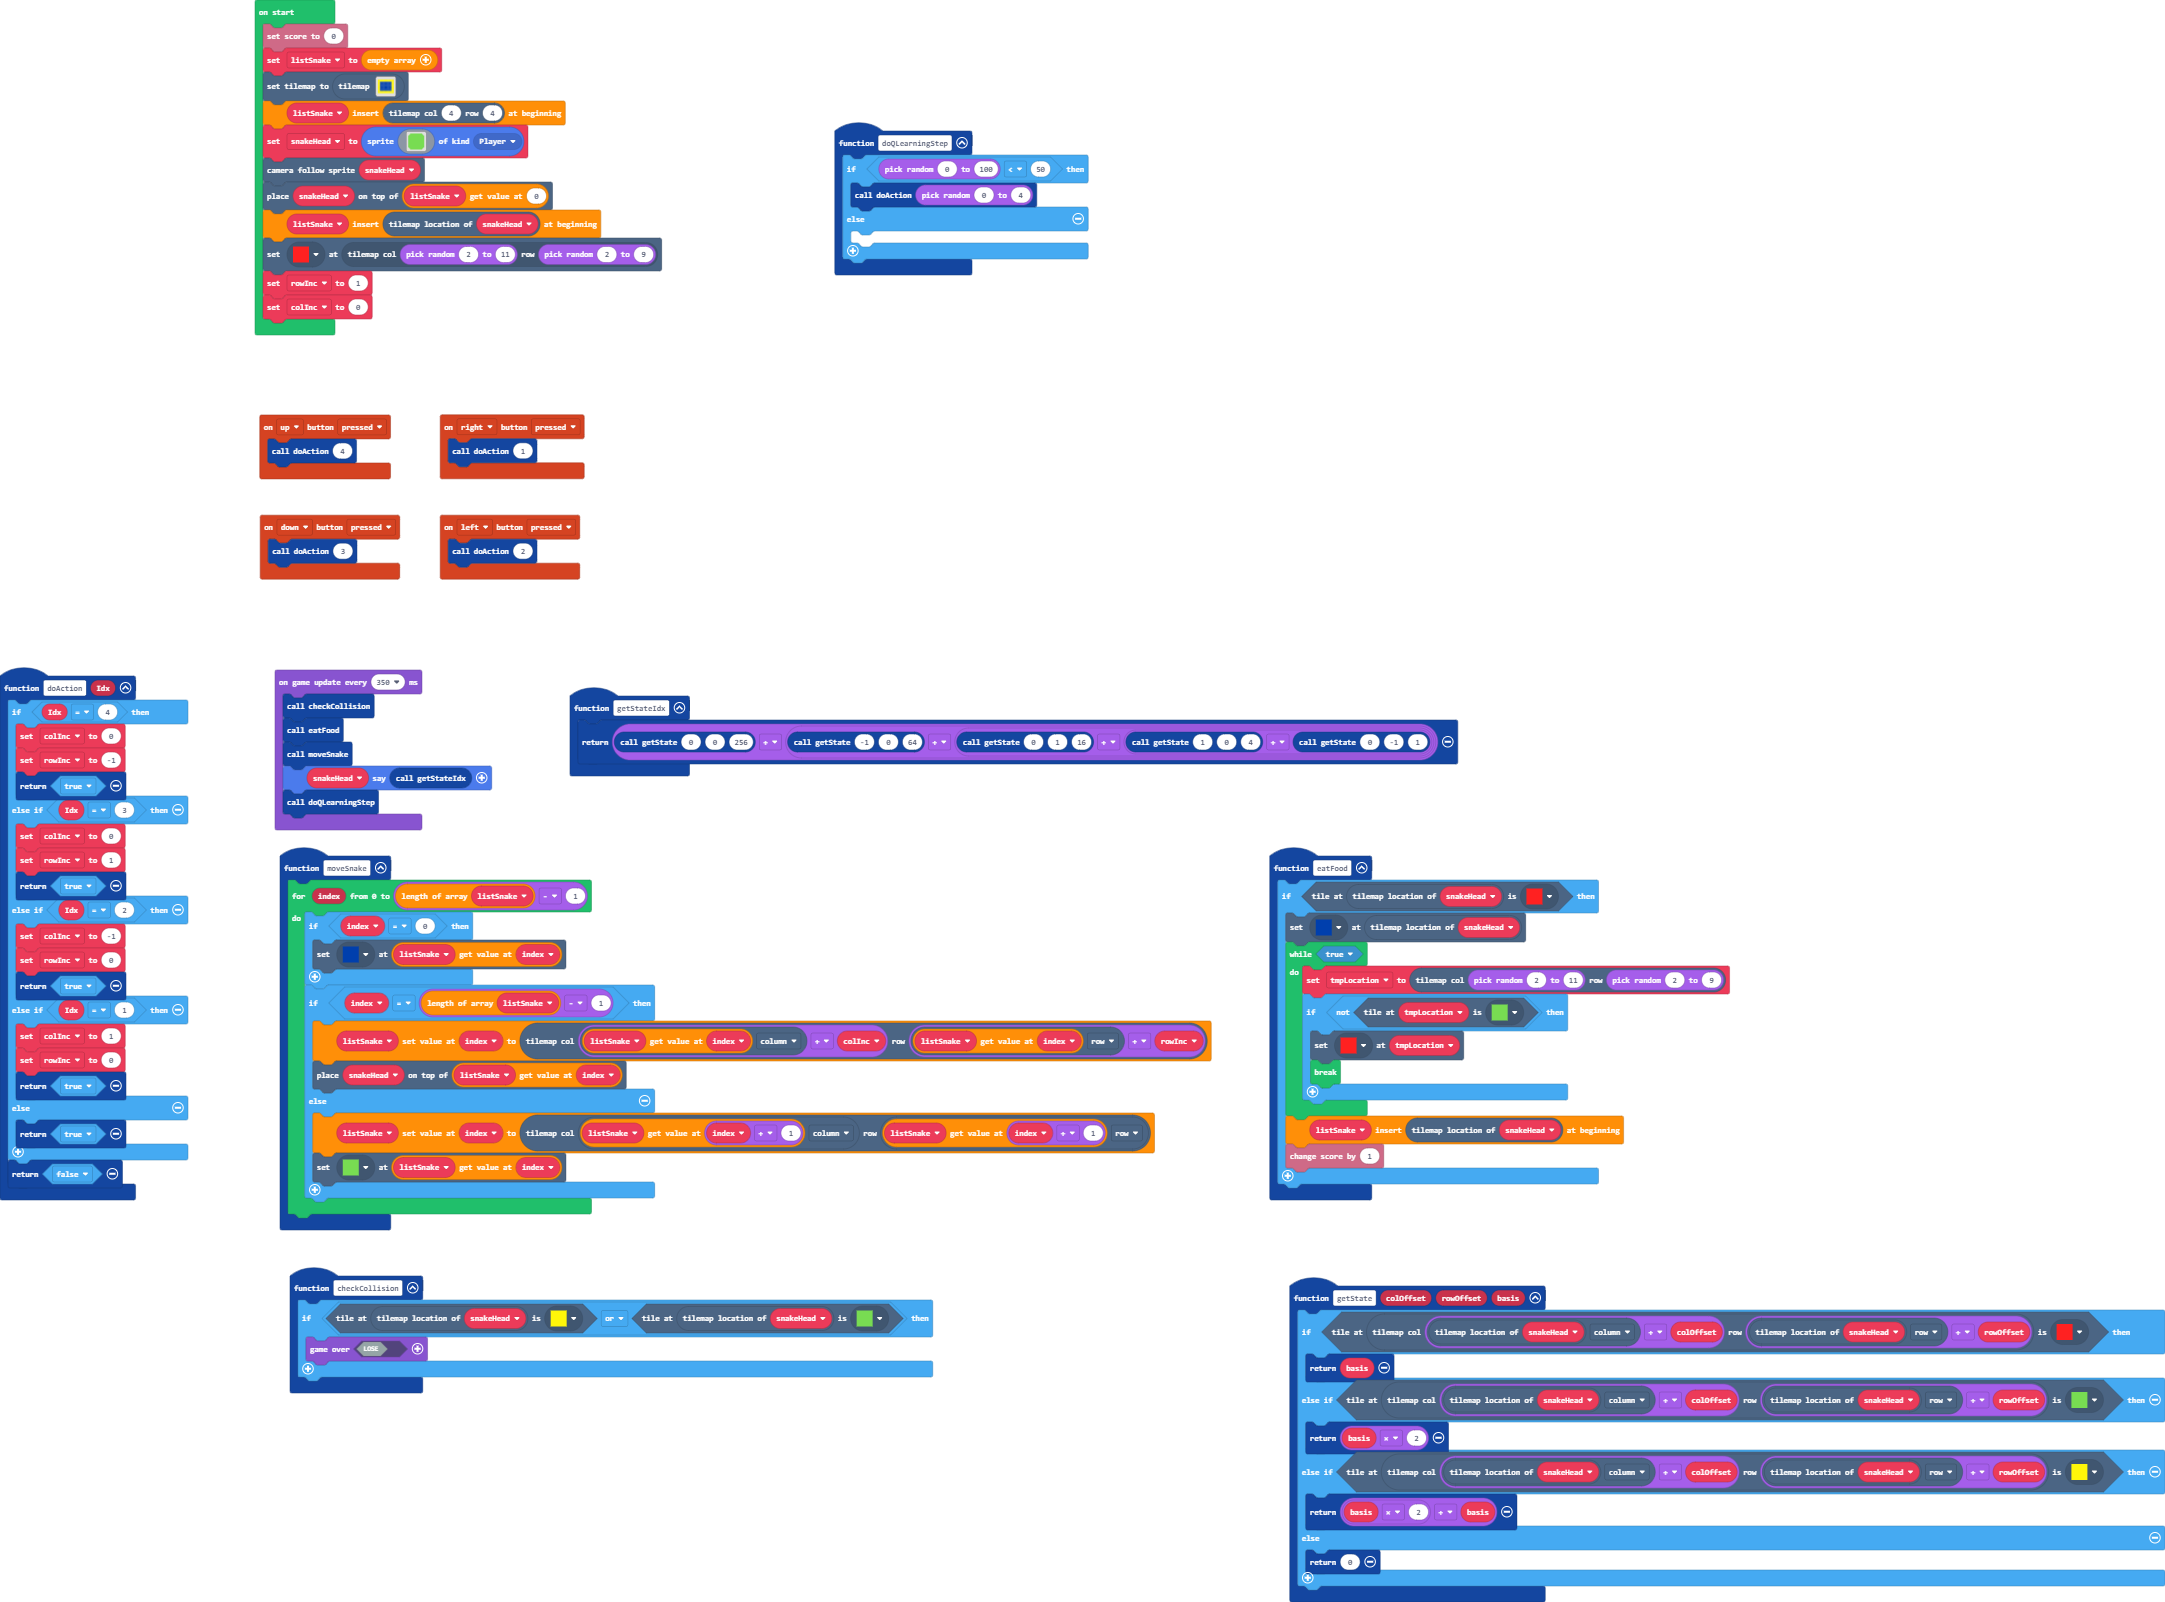 on start
set score to 0
set listSnake to empty array
set tilemap to tilemap
listSnake insert tilemap col 4 row 4 at beginning
set snakeHead to sprite of kind Player
camera follow sprite snakeHead
place snakeHead on top of listSnake get value at 0
listSnake insert tilemap location of snakeHead at beginning
set at tilemap col pick random 2 to 11 row pick random 2 to 9
set rowInc to 1
set colInc to 0
function doQLearningStep
if pick random 0 to 100 < 50 then
call doAction pick random 0 to 4
else
on up button pressed
call doAction 4
on right button pressed
call doAction 1
on down button pressed
call doAction 3
on left button pressed
call doAction 2
function doAction Idx
if Idx = 4 then
set colInc to 0
set rowInc to -1
return true
else if Idx = 3 then
set colInc to 0
set rowInc to 1
return true
else if Idx = 2 then
set colInc to -1
set rowInc to 0
return true
else if Idx = 1 then
set colInc to 1
set rowInc to 0
return true
else
return true
return false
on game update every 350 ms
call checkCollision
call eatFood
call moveSnake
snakeHead say call getStateIdx
call doQLearningStep
function getStateIdx
return call getState 0 0 256 + call getState -1 0 64 + call getState 0 1 16 + call getState 1 0 4 + call getState 0 -1 1
function moveSnake
for index from 0 to length of array listSnake - 1
do
if index = 0 then
set at listSnake get value at index
if index = length of array listSnake - 1 then
listSnake set value at index to tilemap col listSnake get value at index column + colInc row listSnake get value at index row + rowInc
place snakeHead on top of listSnake get value at index
else
listSnake set value at index to tilemap col listSnake get value at index + 1 column row listSnake get value at index + 1 row
set at listSnake get value at index
function eatFood
if tile at tilemap location of snakeHead is then
set at tilemap location of snakeHead
while true
do
set tmpLocation to tilemap col pick random 2 to 11 row pick random 2 to 9
if not tile at tmpLocation is then
set at tmpLocation
break
listSnake insert tilemap location of snakeHead at beginning
change score by 1
function checkCollision
if tile at tilemap location of snakeHead is or tile at tilemap location of snakeHead is then
game over LOSE
function getState colOffset rowOffset basis
if tile at tilemap col tilemap location of snakeHead column + colOffset row tilemap location of snakeHead row + rowOffset is then
return basis
else if tile at tilemap col tilemap location of snakeHead column + colOffset row tilemap location of snakeHead row + rowOffset is then
return basis × 2
else if tile at tilemap col tilemap location of snakeHead column + colOffset row tilemap location of snakeHead row + rowOffset is then
return basis × 2 + basis
else
return 0